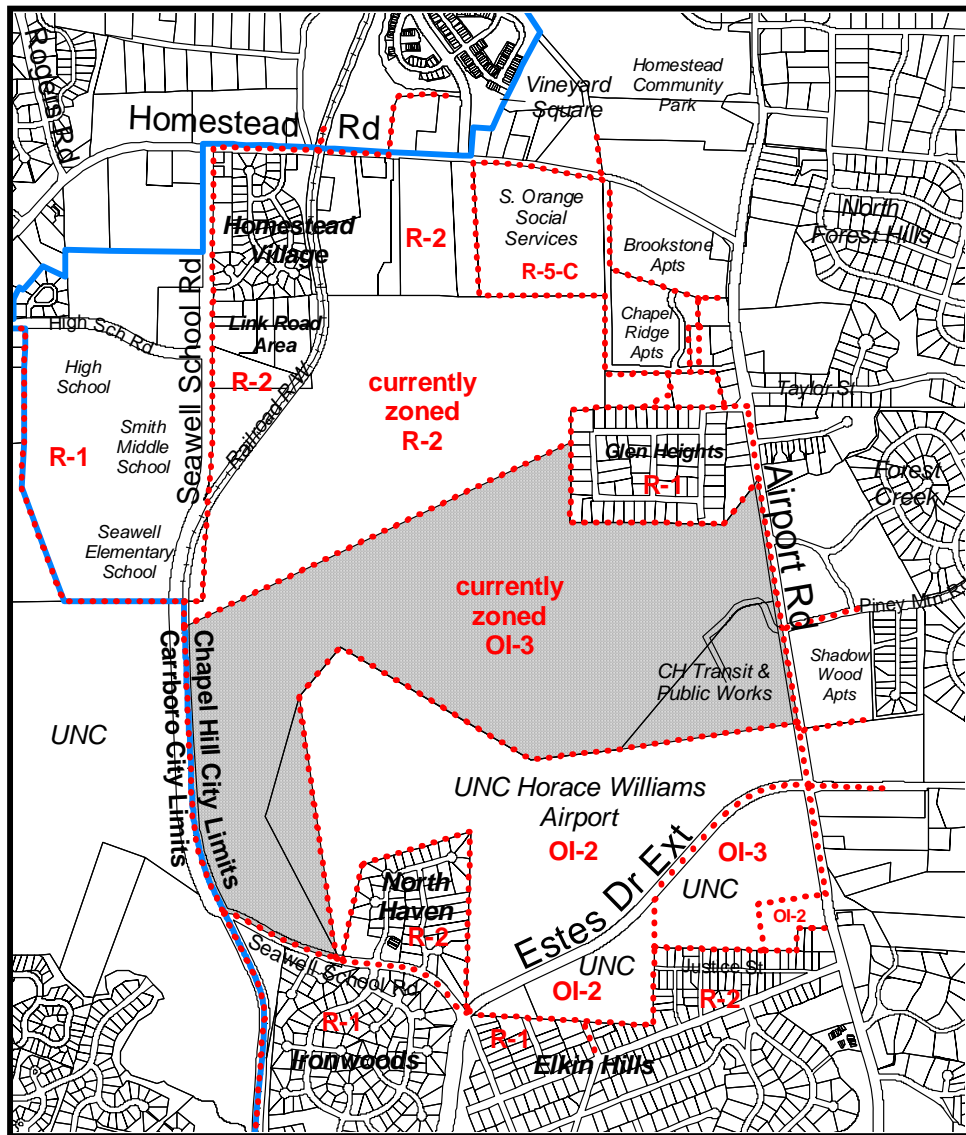 Rogers Rd
Homestead Rd
Vineyard
Square
Homestead
Community
Park
North
Forest Hills
Homestead
Village
R-2
S. Orange
Social
Services
R-5-C
Brookstone
Apts
Chapel
Ridge
Apts
High Sch Rd
Seawell School Rd
Link Road
Area
R-2
Railroad R/W
High
School
Smith
Middle
School
R-1
Seawell
Elementary
School
currently
zoned
R-2
Taylor St
Glen Heights
R-1
Airport Rd
Forest
Creek
currently
zoned
OI-3
Piney Mtn Rd
Shadow
Wood
Apts
CH Transit &
Public Works
UNC
Carrboro City Limits
Chapel Hill City Limits
UNC Horace Williams
Airport
OI-2
Estes Dr Ext
OI-3
UNC
OI-2
North
Haven
R-2
Seawell School Rd
UNC
OI-2
Justice St
R-2
R-1
Ironwoods
R-1
Elkin Hills